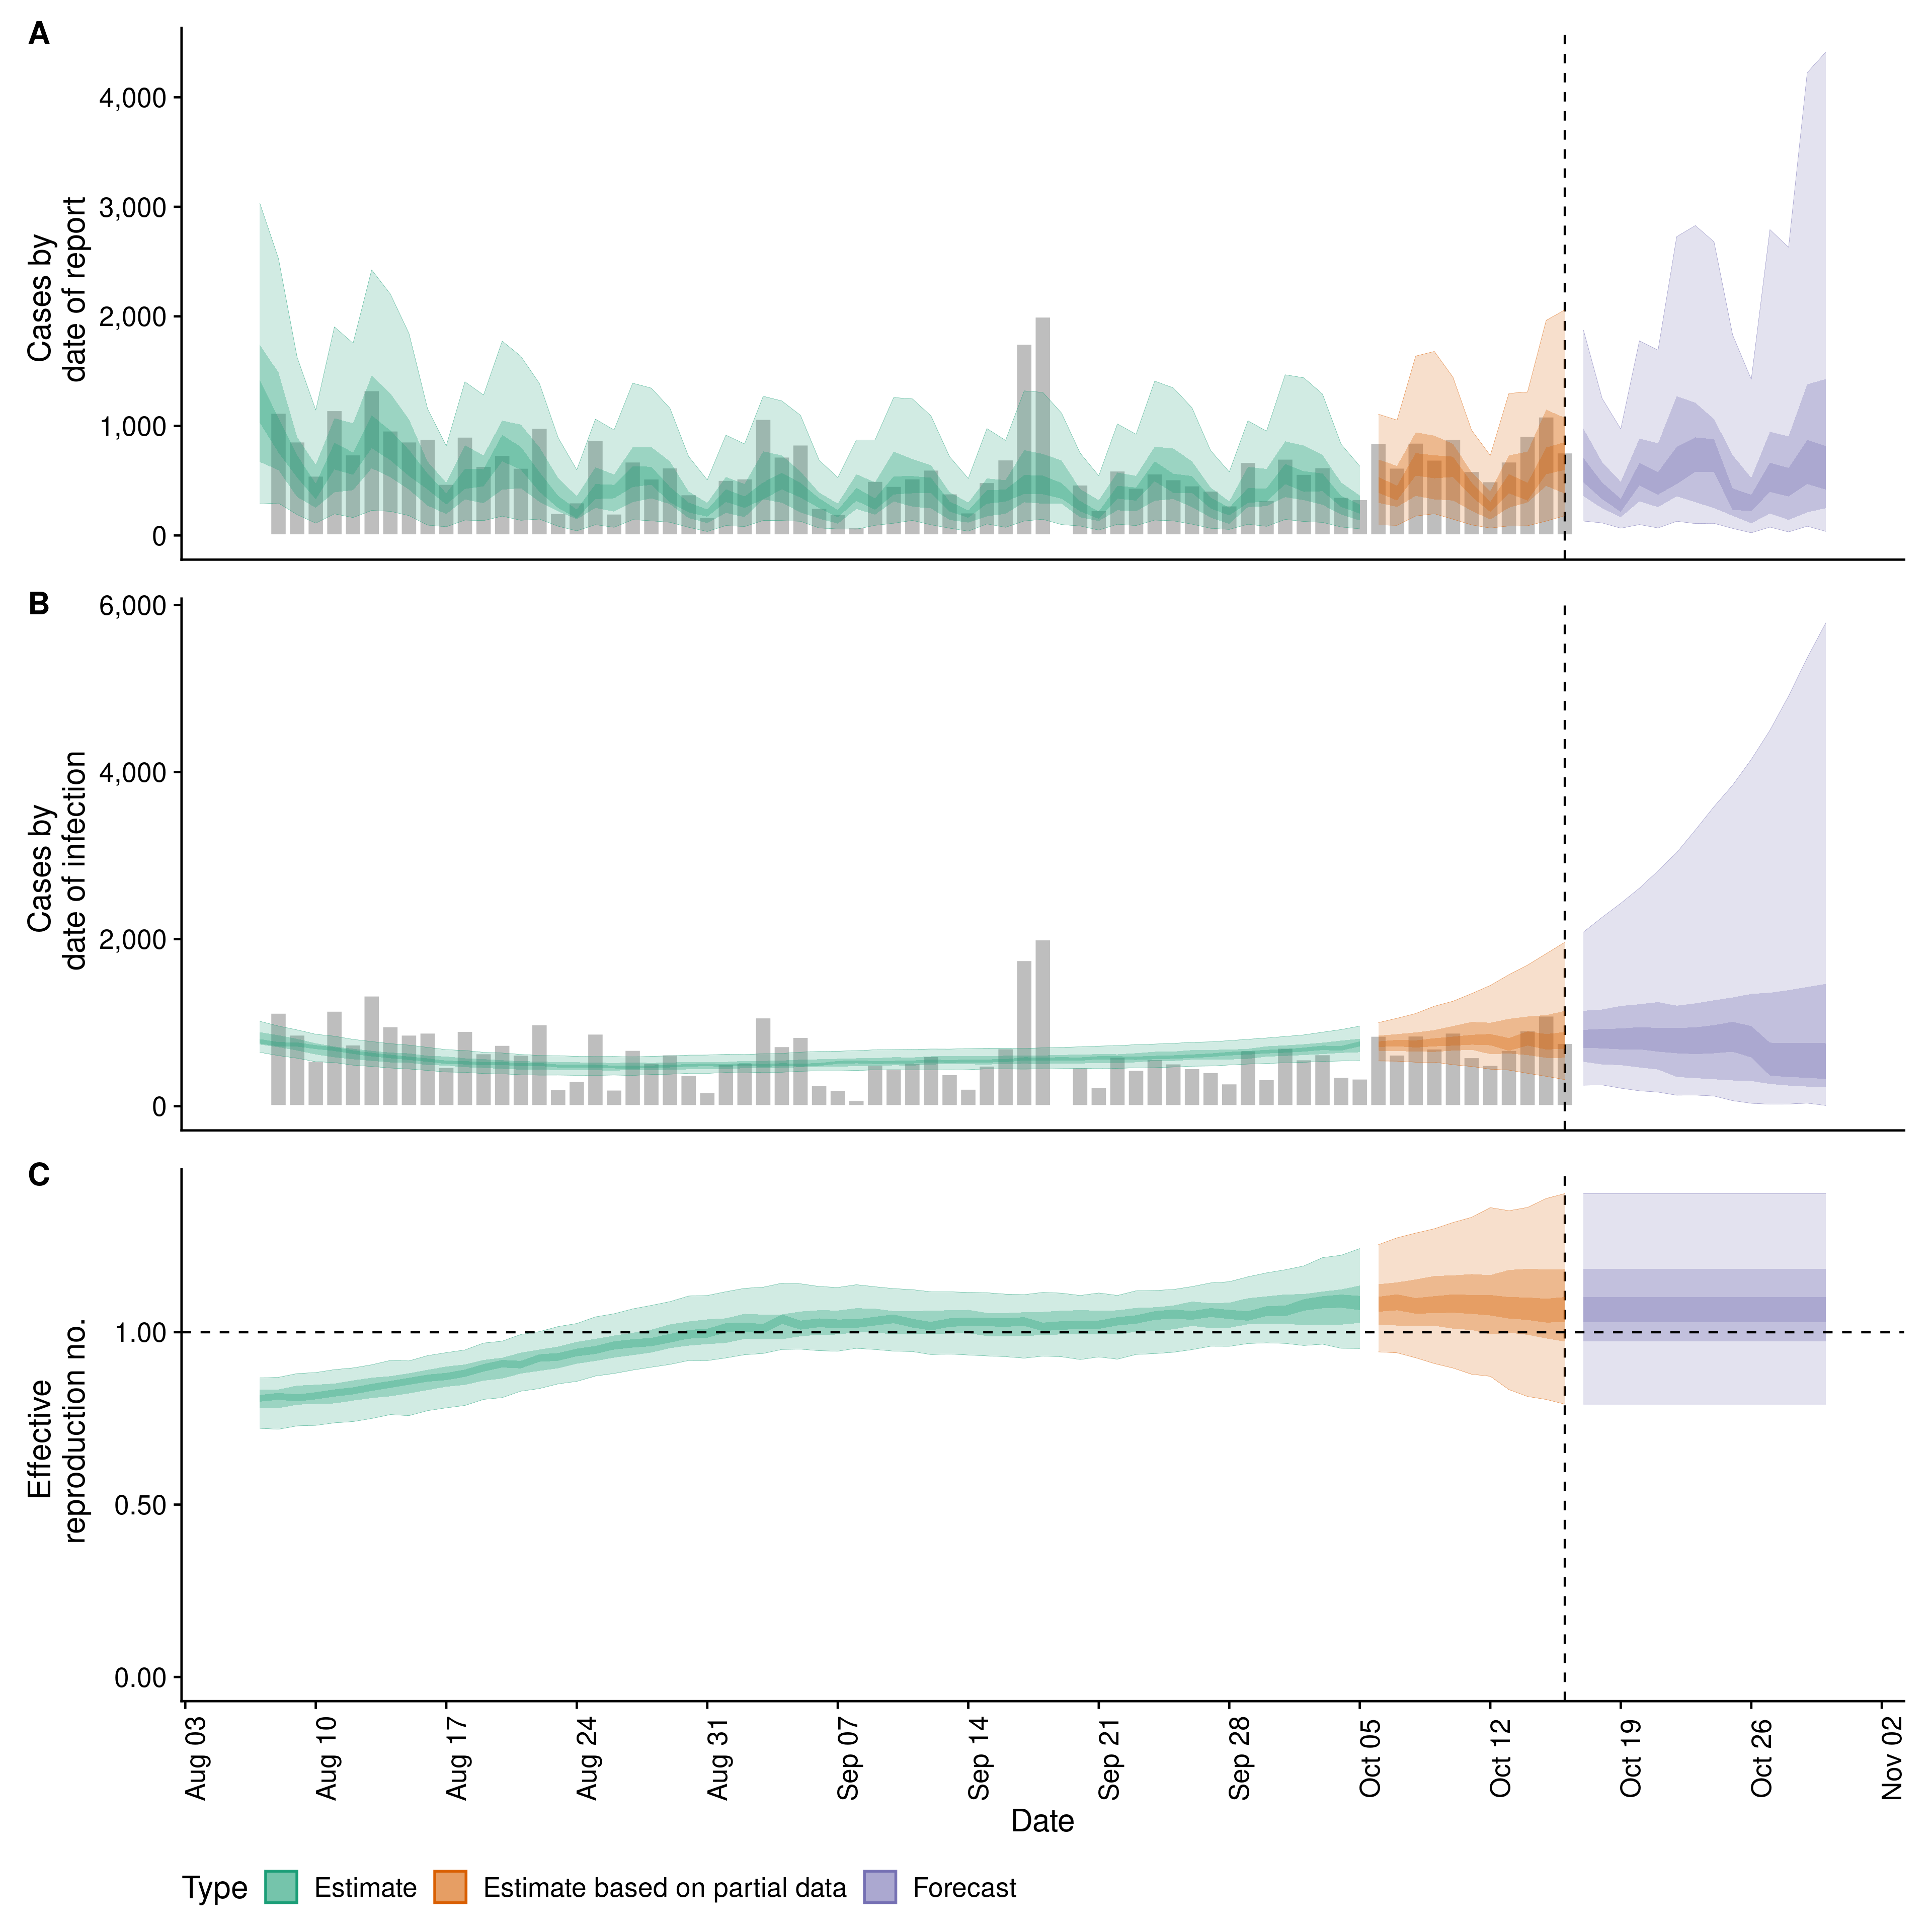 A
Cases by
date of report
4,000
3,000
2,000
1,000
0
B
Cases by
date of infection
6,000
4,000
2,000
0
C
Effective
reproduction no.
1.00
0.50
0.00
Aug 03
Aug 10
Aug 17
Aug 24
Aug 31
Sep 07
Sep 14
Sep 21
Sep 28
Oct 05
Oct 12
Oct 19
Oct 26
Nov 02
Date
Type Estimate Estimate based on partial data Forecast